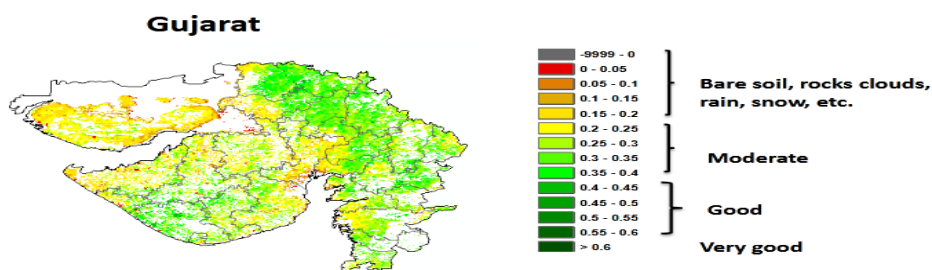 Gujarat
-9999 - 0
0 - 0.05
0.05 - 0.1
0.1 - 0.15
0.15 - 0.2
0.2 - 0.25
0.25 - 0.3
0.3 - 0.35
0.35 - 0.4
0.4 - 0.45
0.45 - 0.5
0.5 - 0.55
0.55 - 0.6
> 0.6
Bare soil, rocks clouds,
rain, snow, etc.
Moderate
Good
Very good